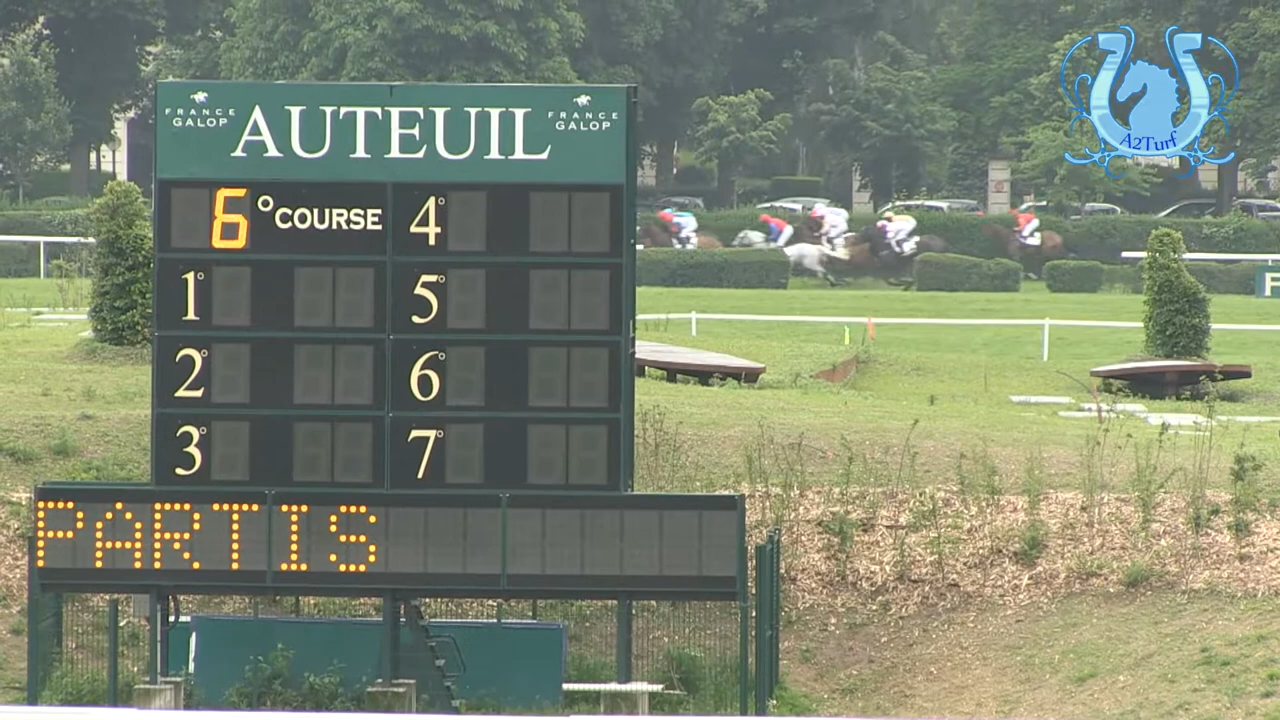 FRANCE
GALOP
AUTEUIL
FRANCE
GALOP
6 °COURSE
4°
1°
5°
2°
6°
3°
7°
PARTIS
A2Turf
F